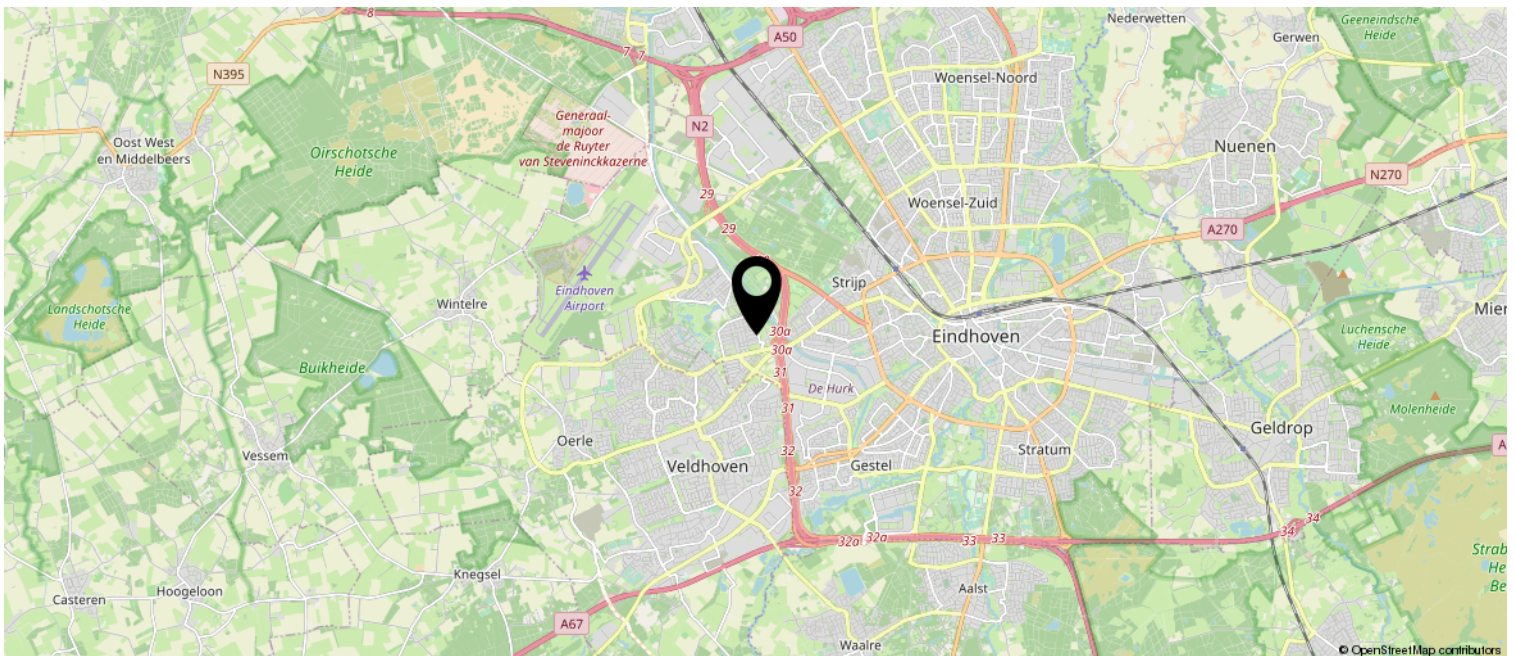 8
Nederwetten
Geeneindsche
Heide
A50
Gerwen
7
7
N395
Woensel-Noord
Generaal-
majoor
de Ruyter
van Steveninckkazerne
N2
Oost West
en Middelbeers
Oirschotsche
Heide
Nuenen
N270
29
Woensel-Zuid
29
A270
Eindhoven
Airport
Strijp
Landschotsche
Heide
Wintelre
30a
30a
Eindhoven
Luchensche
Heide
Mier
Buikheide
31
De Hurk
31
Molenheide
Oerle
Geldrop
A
Vessem
32
Veldhoven
Gestel
Stratum
32
34
34
32a
32a
33
33
Strab
He
Be
Knegsel
Aalst
Casteren
Hoogeloon
A67
Waalre
© OpenStreetMap contributors